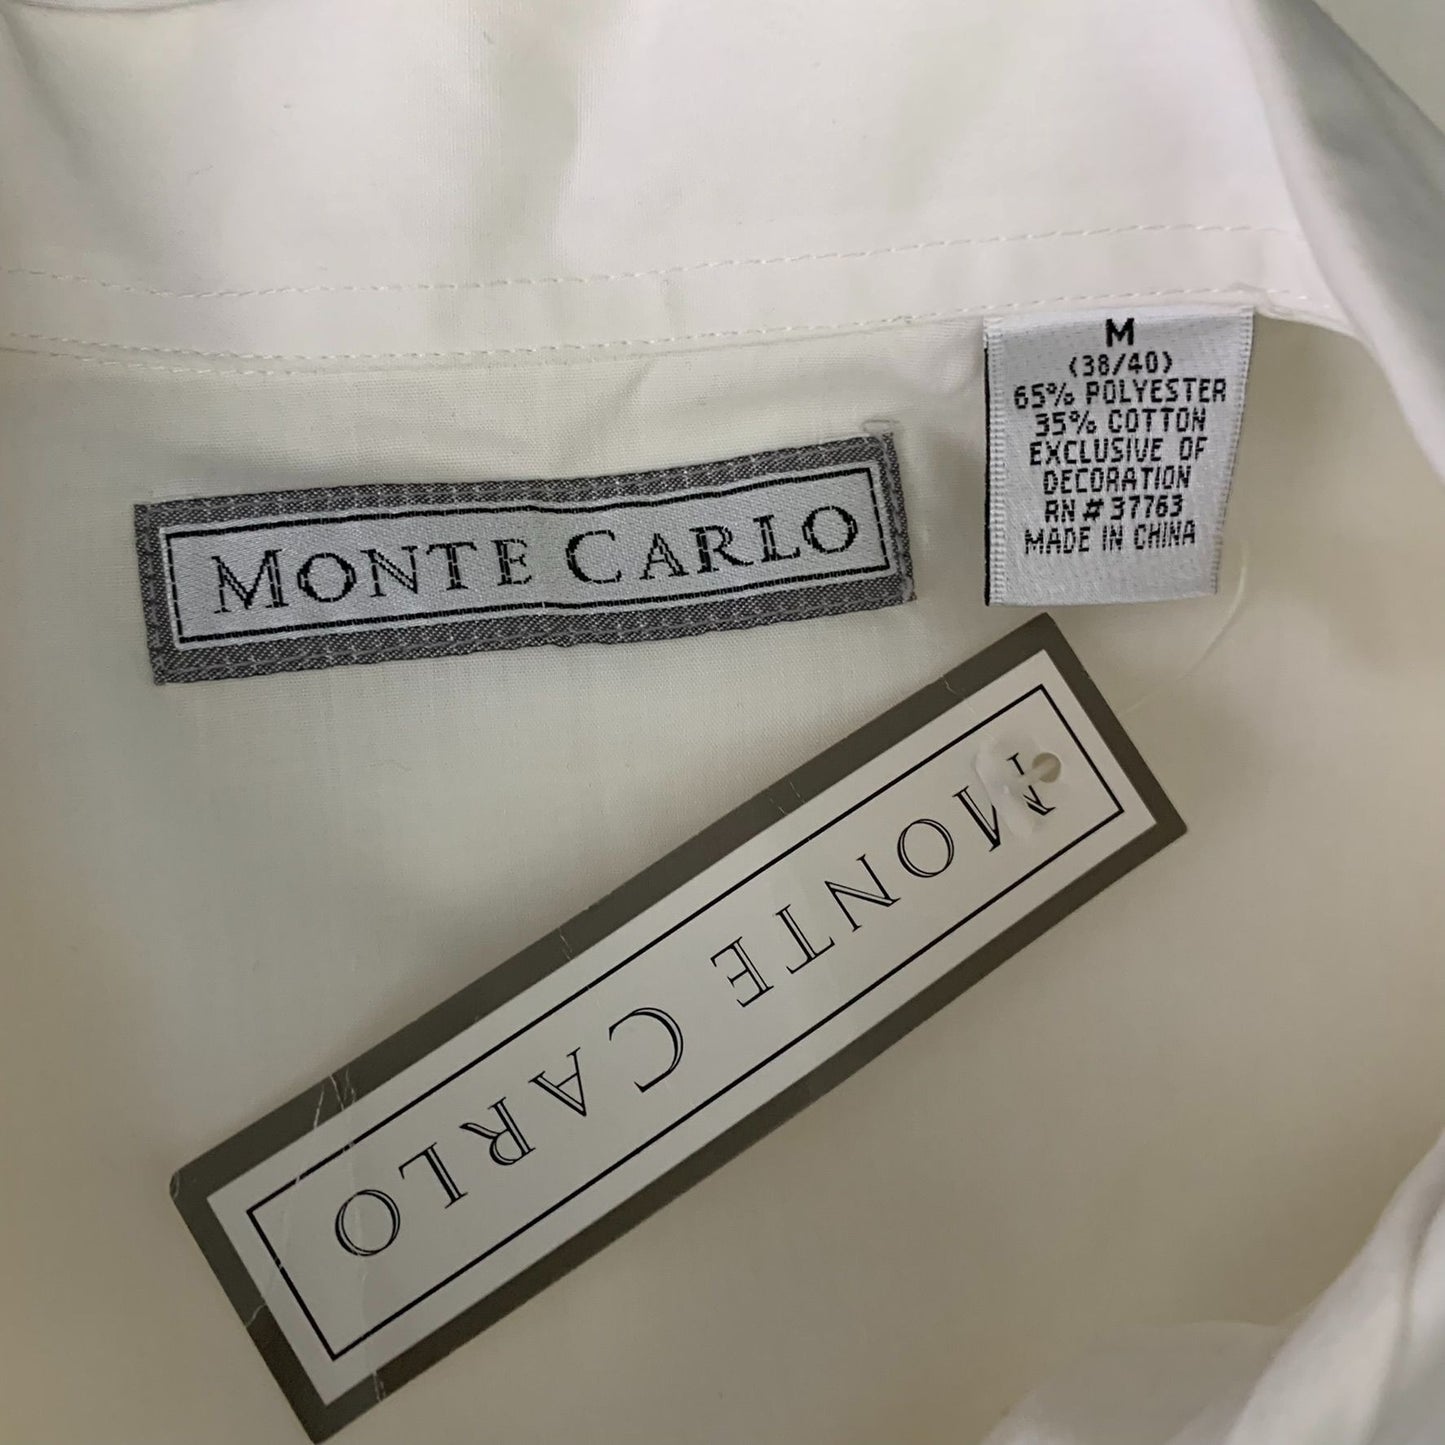 MONTE CARLO
M
(38/40)
65% POLYESTER
35% COTTON
EXCLUSIVE OF
DECORATION
RN #37763
MADE IN CHINA
MONTE CARLO